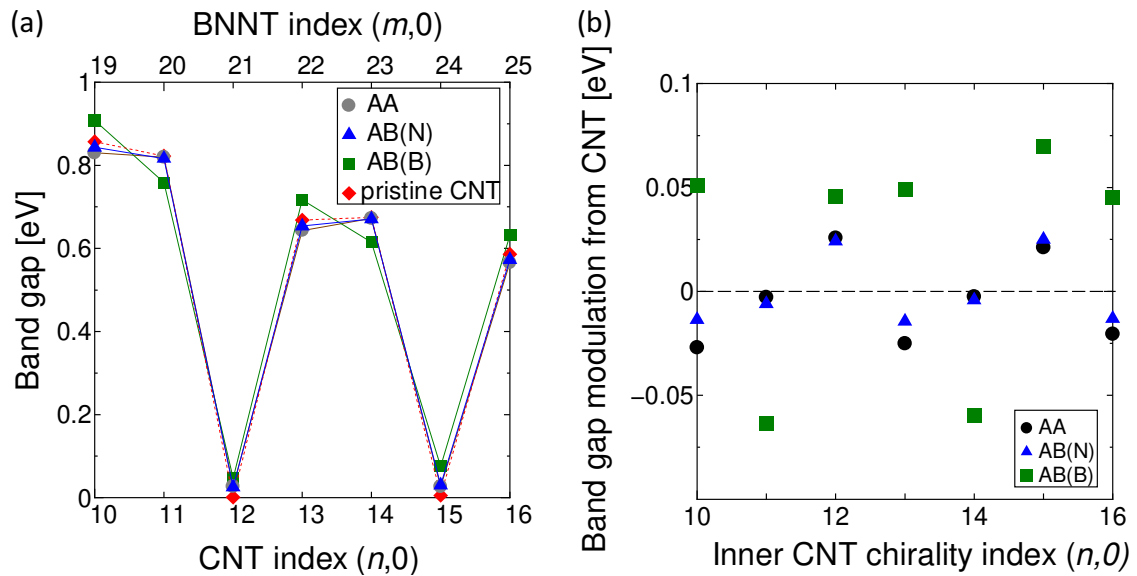 (a)
BNNT index (m,0)
19 20 21 22 23 24 25
1
0.8
0.6
0.4
0.2
0
Band gap [eV]
AA
AB(N)
AB(B)
pristine CNT
10 11 12 13 14 15 16
CNT index (n,0)
(b)
Band gap modulation from CNT [eV]
0.1
0.05
0
−0.05
AA
AB(N)
AB(B)
10 12 14 16
Inner CNT chirality index (n,0)